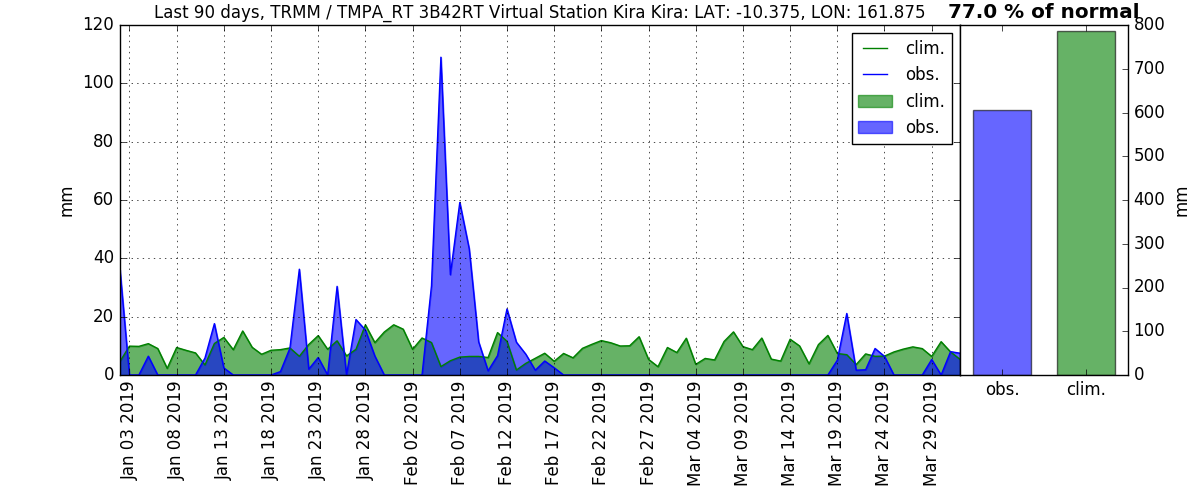 Last 90 days, TRMM / TMPA_RT 3B42RT Virtual Station Kira Kira: LAT: -10.375, LON: 161.875
77.0 % of normal
120
100
80
60
40
20
0
mm
clim.
obs.
clim.
obs.
800
700
600
500
400
300
200
100
0
mm
Jan 03 2019
Jan 08 2019
Jan 13 2019
Jan 18 2019
Jan 23 2019
Jan 28 2019
Feb 02 2019
Feb 07 2019
Feb 12 2019
Feb 17 2019
Feb 22 2019
Feb 27 2019
Mar 04 2019
Mar 09 2019
Mar 14 2019
Mar 19 2019
Mar 24 2019
Mar 29 2019
obs.
clim.